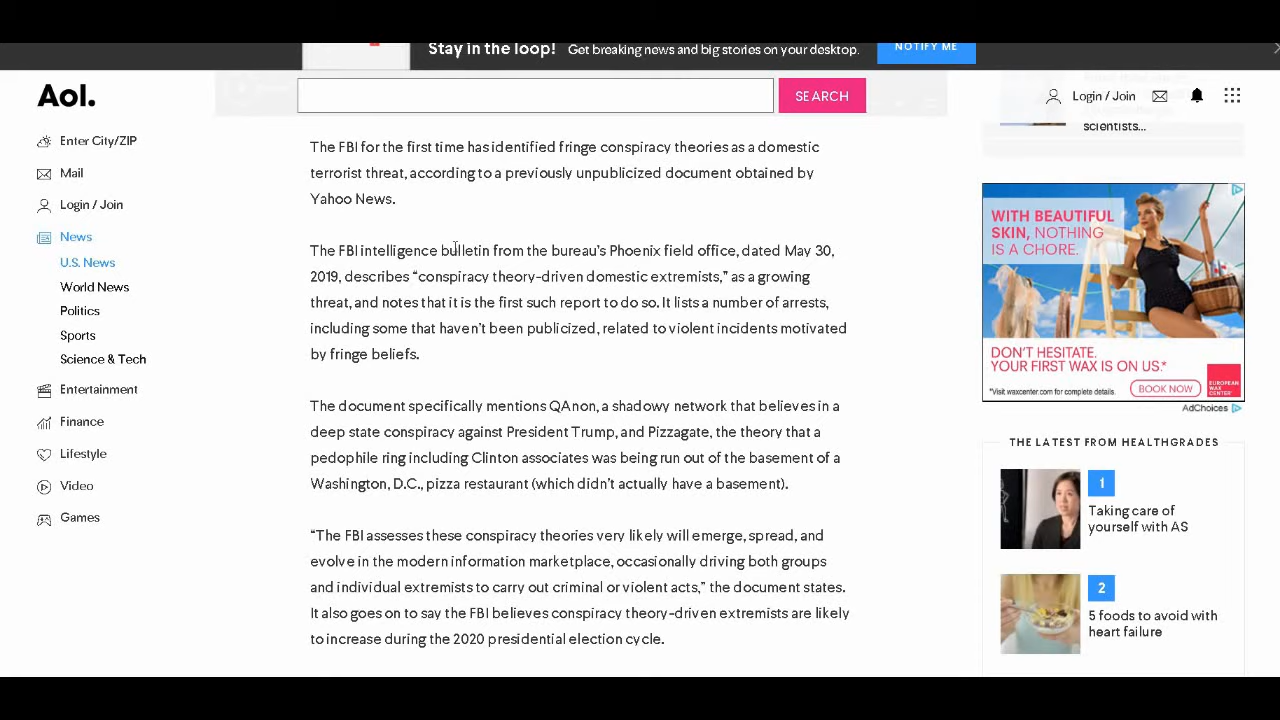 Stay in the loop! Get breaking news and big stories on your desktop.
NOTIFY ME
Aol.
SEARCH
Login / Join
Enter City/ZIP
Mail
Login / Join
News
U.S. News
World News
Politics
Sports
Science & Tech
Entertainment
Finance
Lifestyle
Video
Games
The FBI for the first time has identified fringe conspiracy theories as a domestic
terrorist threat, according to a previously unpublicized document obtained by
Yahoo News.
The FBI intelligence bulletin from the bureau's Phoenix field office, dated May 30,
2019, describes “conspiracy theory-driven domestic extremists,” as a growing
threat, and notes that it is the first such report to do so. It lists a number of arrests,
including some that haven't been publicized, related to violent incidents motivated
by fringe beliefs.
The document specifically mentions QAnon, a shadowy network that believes in a
deep state conspiracy against President Trump, and Pizzagate, the theory that a
pedophile ring including Clinton associates was being run out of the basement of a
Washington, D.C., pizza restaurant (which didn't actually have a basement).
“The FBI assesses these conspiracy theories very likely will emerge, spread, and
evolve in the modern information marketplace, occasionally driving both groups
and individual extremists to carry out criminal or violent acts,” the document states.
It also goes on to say the FBI believes conspiracy theory-driven extremists are likely
to increase during the 2020 presidential election cycle.
scientists...
WITH BEAUTIFUL
SKIN, NOTHING
IS A CHORE.
DON'T HESITATE.
YOUR FIRST WAX IS ON US.*
*Visit waxcenter.com for complete details.
BOOK NOW
EUROPEAN
WAX
CENTER
AdChoices
THE LATEST FROM HEALTHGRADES
1
Taking care of
yourself with AS
2
5 foods to avoid with
heart failure